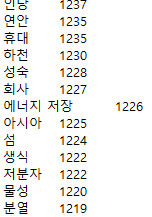 인당 1237
연안 1235
휴대 1235
하천 1230
성숙 1228
회사 1227
에너지 저장 1226
아시아 1225
섬 1224
생식 1222
저분자 1222
물성 1220
분열 1219